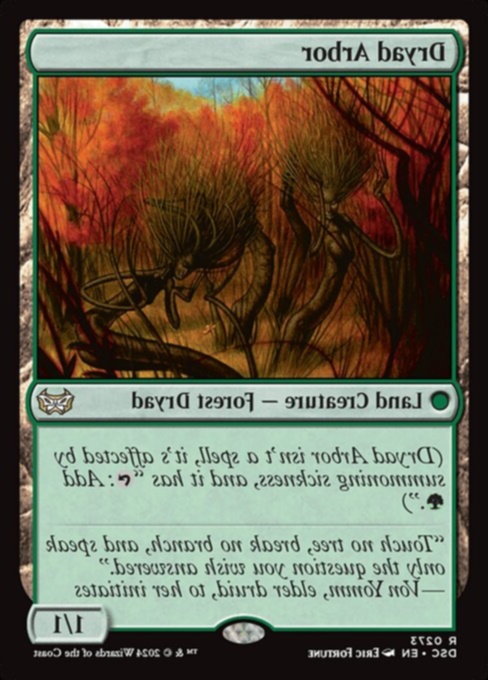 Dryad Arbor
Land Creature — Forest Dryad
(Dryad Arbor isn't a spell, it's affected by
summoning sickness, and it has “: Add
.”)
“Touch no tree, break no branch, and speak
only the question you wish answered.”
—Von Yomm, elder druid, to her initiates
1/1
R 0273
DSC • EN ERIC FORTUNE
™ & © 2024 Wizards of the Coast